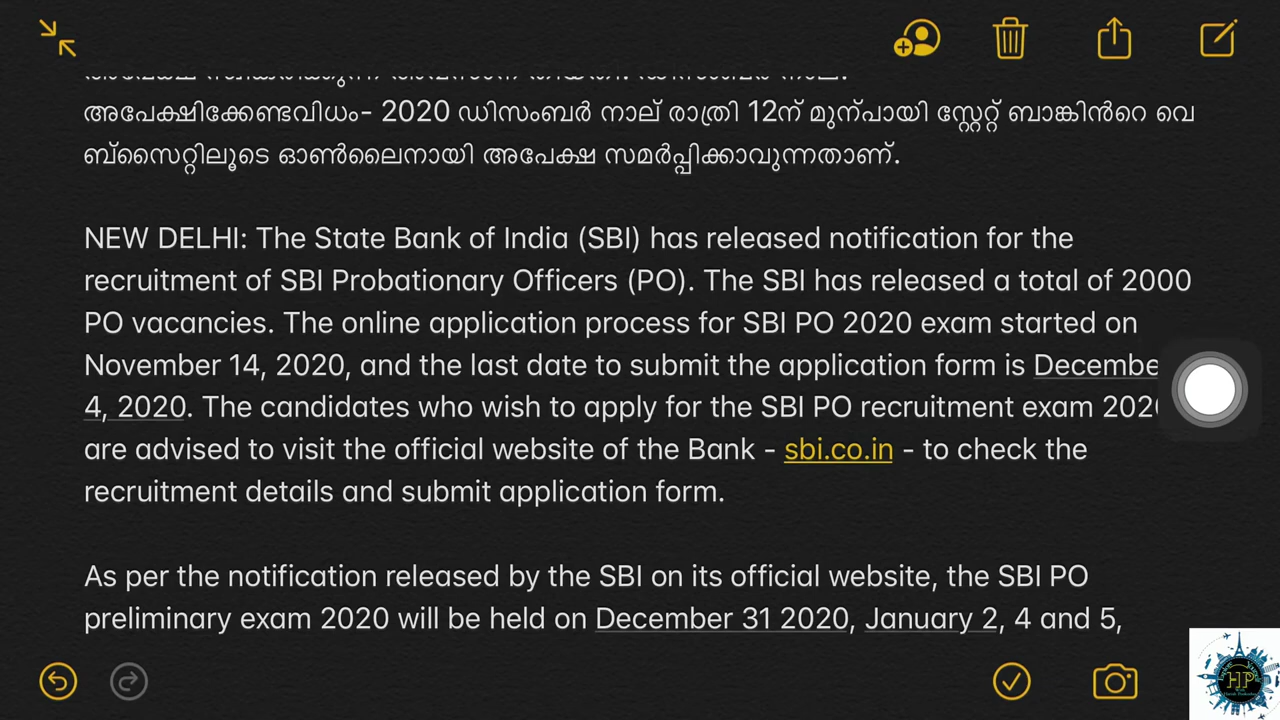 അപേക്ഷിക്കേണ്ടവിധം- 2020 ഡിസംബർ നാല് രാത്രി 12ന് മുന്പായി സ്റ്റേറ്റ് ബാങ്കിൻറെ വെ
ബ്സൈറ്റിലൂടെ ഓൺലൈനായി അപേക്ഷ സമർപ്പിക്കാവുന്നതാണ്.
NEW DELHI: The State Bank of India (SBI) has released notification for the
recruitment of SBI Probationary Officers (PO). The SBI has released a total of 2000
PO vacancies. The online application process for SBI PO 2020 exam started on
November 14, 2020, and the last date to submit the application form is Decembe
4, 2020. The candidates who wish to apply for the SBI PO recruitment exam 202
are advised to visit the official website of the Bank - sbi.co.in - to check the
recruitment details and submit application form.
As per the notification released by the SBI on its official website, the SBI PO
preliminary exam 2020 will be held on December 31 2020, January 2, 4 and 5,
HP